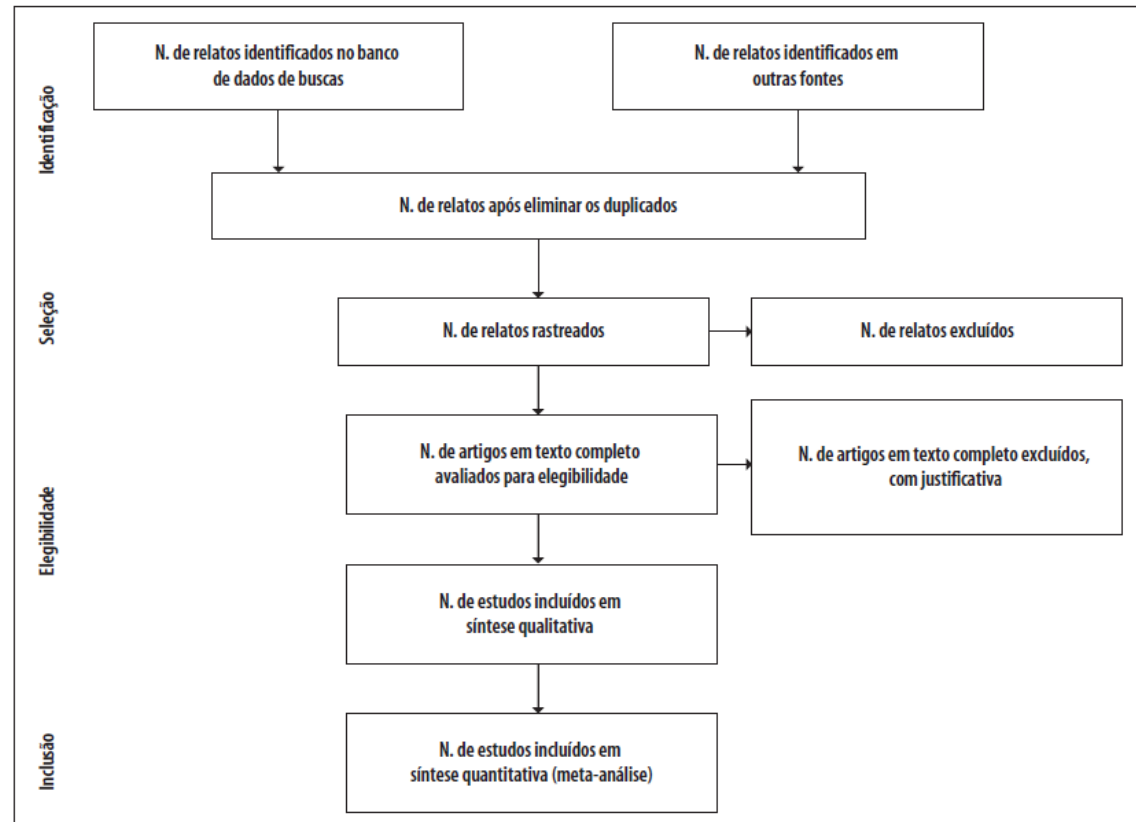 Identificação
N. de relatos identificados no banco
de dados de buscas
N. de relatos identificados em
outras fontes
N. de relatos após eliminar os duplicados
Seleção
N. de relatos rastreados
N. de relatos excluídos
Elegibilidade
N. de artigos em texto completo
avaliados para elegibilidade
N. de artigos em texto completo excluídos,
com justificativa
N. de estudos incluídos em
síntese qualitativa
Inclusão
N. de estudos incluídos em
síntese quantitativa (meta-análise)